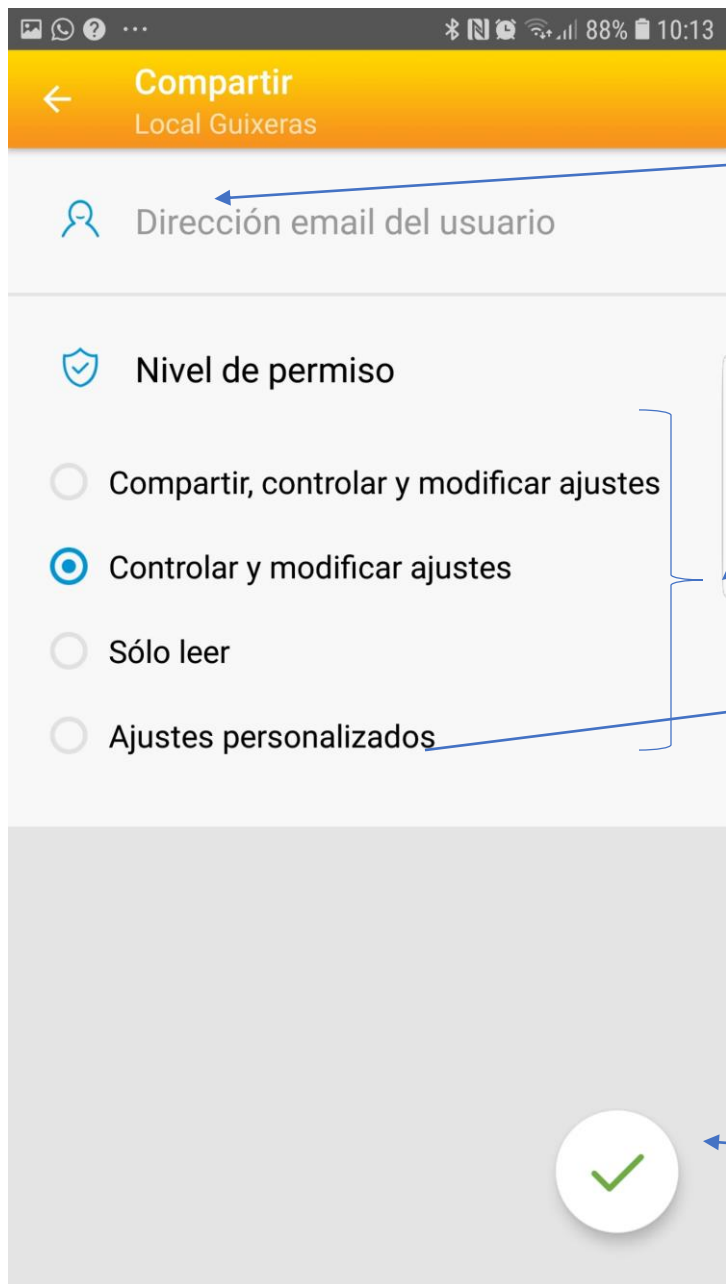 88% 10:13
Compartir
Local Guixeras
Dirección email del usuario
Nivel de permiso
Compartir, controlar y modificar ajustes
Controlar y modificar ajustes
Sólo leer
Ajustes personalizados